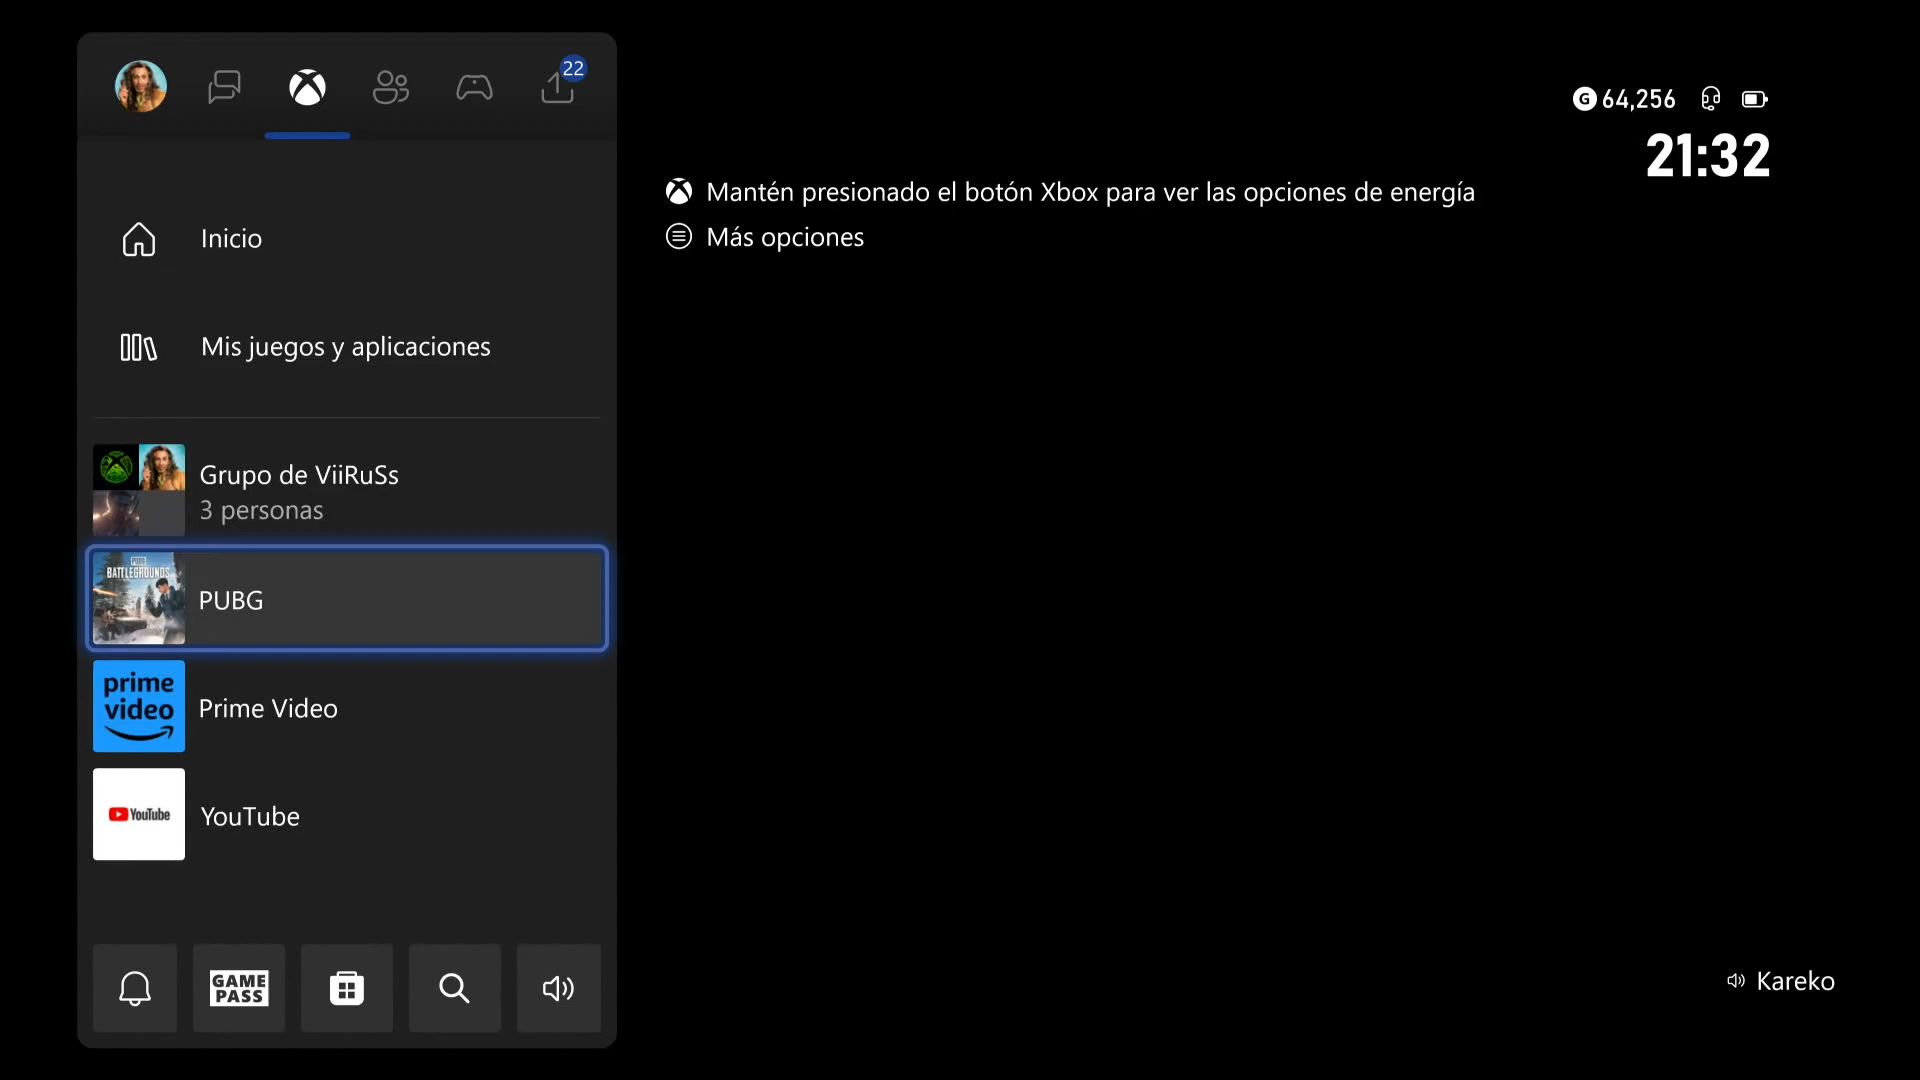 22
64,256
21:32
Mantén presionado el botón Xbox para ver las opciones de energía
Más opciones
Inicio
Mis juegos y aplicaciones
Grupo de ViiRuSs
3 personas
PUBG
BATTLEGROUNDS
PUBG
prime
video
Prime Video
YouTube
YouTube
GAME
PASS
Kareko